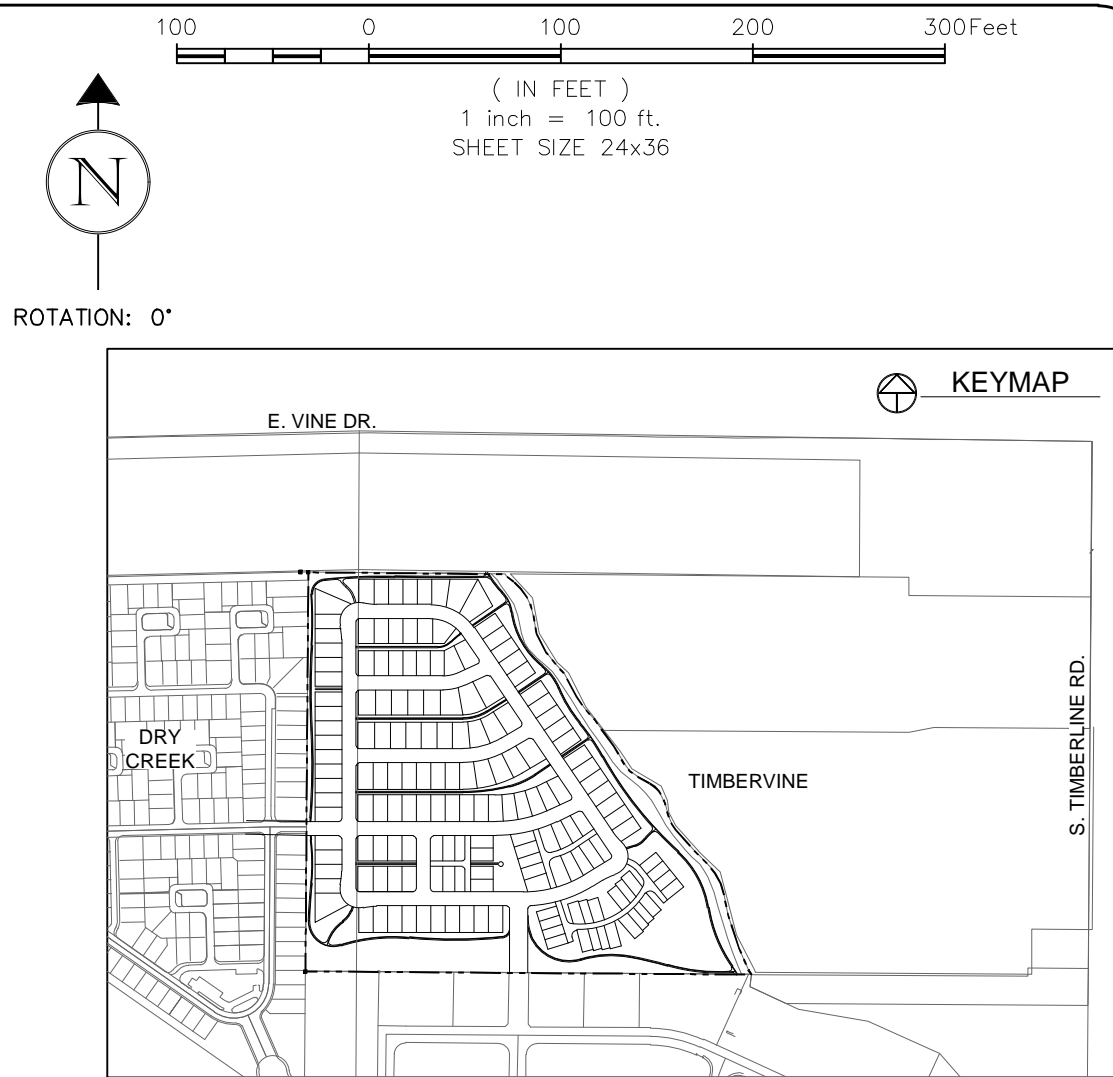 100 0 100 200 300Feet
( IN FEET )
1 inch = 100 ft.
SHEET SIZE 24x36
N
ROTATION: 0°
KEYMAP
E. VINE DR.
DRY
CREEK
TIMBERVINE
S. TIMBERLINE RD.